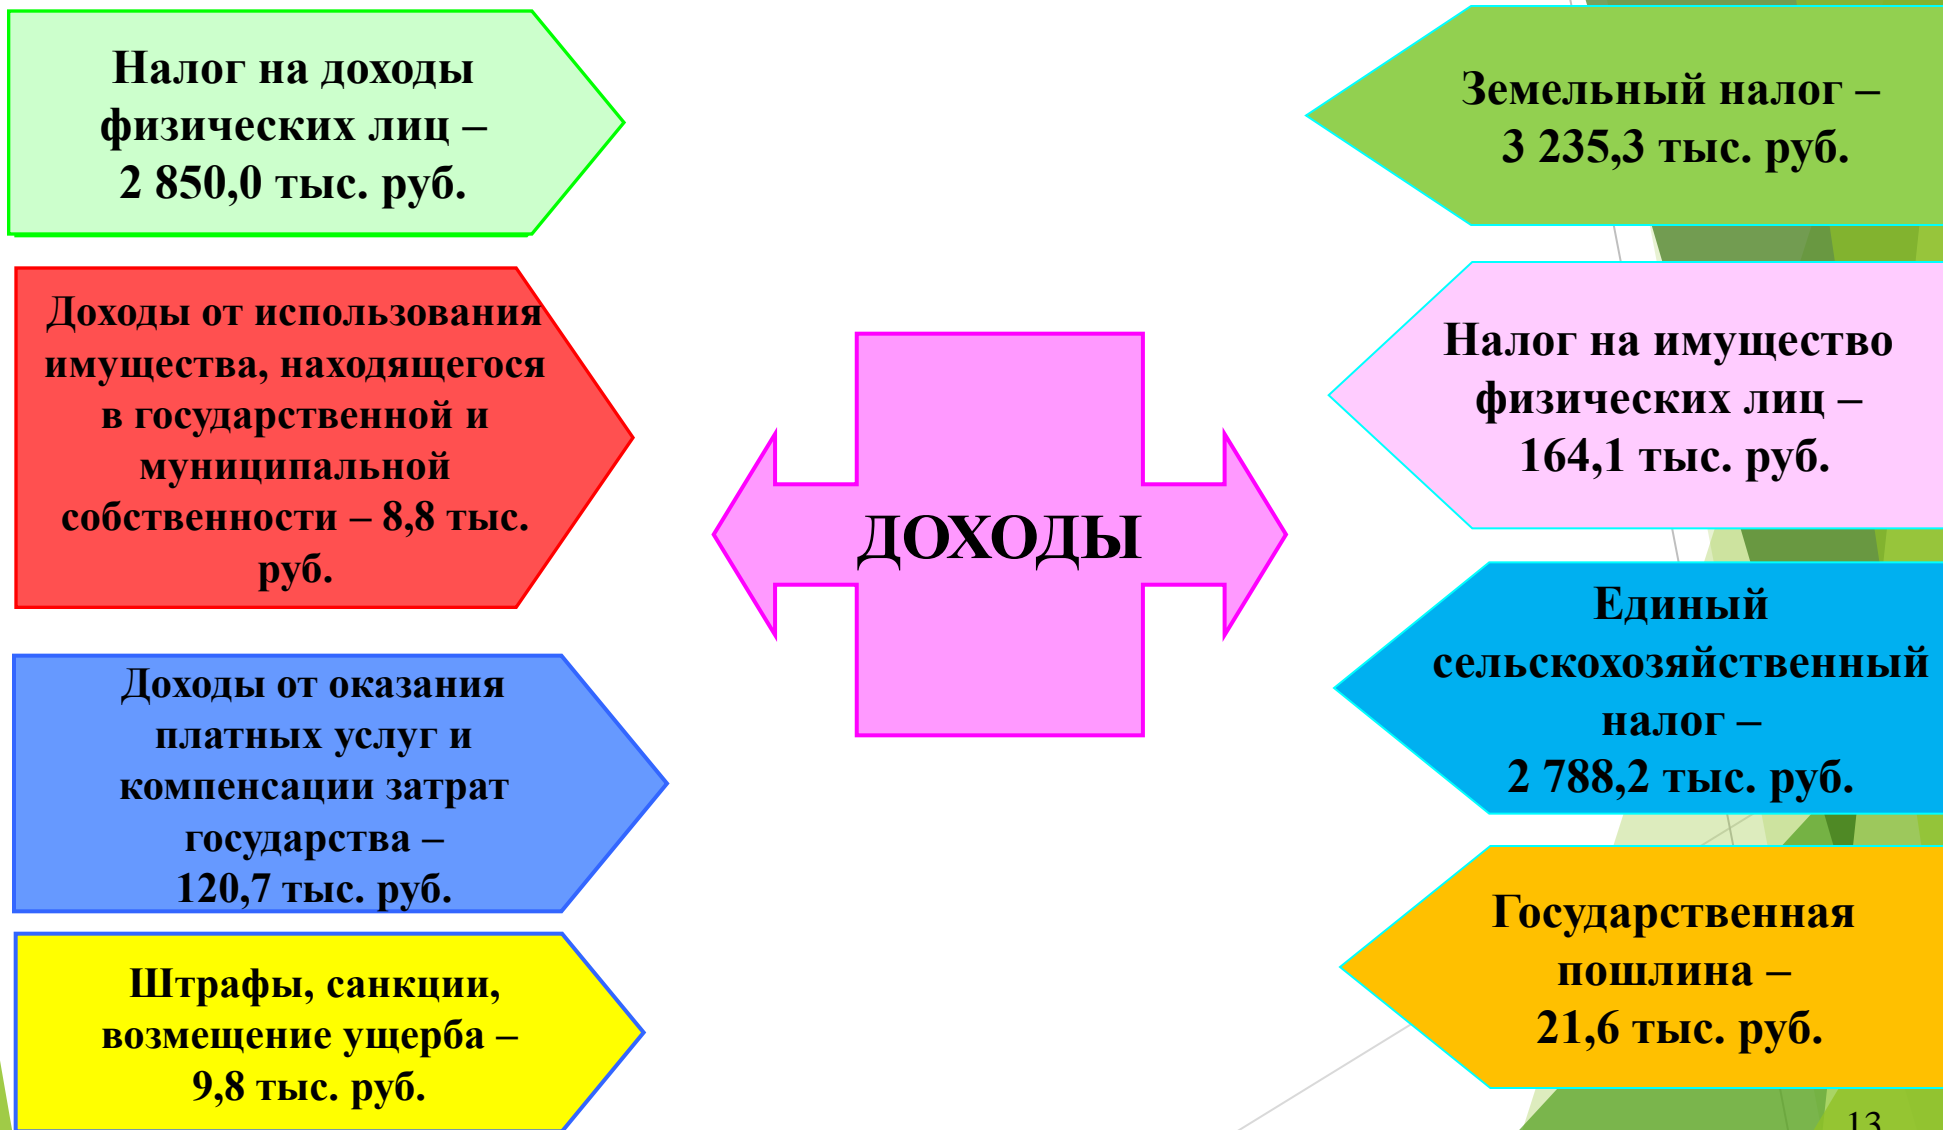 Налог на доходы
физических лиц –
2 850,0 тыс. руб.
Доходы от использования
имущества, находящегося
в государственной и
муниципальной
собственности – 8,8 тыс.
руб.
Доходы от оказания
платных услуг и
компенсации затрат
государства –
120,7 тыс. руб.
Штрафы, санкции,
возмещение ущерба –
9,8 тыс. руб.
ДОХОДЫ
Земельный налог –
3 235,3 тыс. руб.
Налог на имущество
физических лиц –
164,1 тыс. руб.
Единый
сельскохозяйственный
налог –
2 788,2 тыс. руб.
Государственная
пошлина –
21,6 тыс. руб.
13